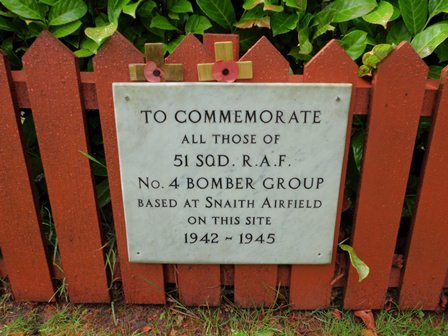 TO COMMEMORATE
ALL THOSE OF
51 SQD. R.A.F.
No. 4 BOMBER GROUP
BASED AT SNAITH AIRFIELD
ON THIS SITE
1942 ~ 1945